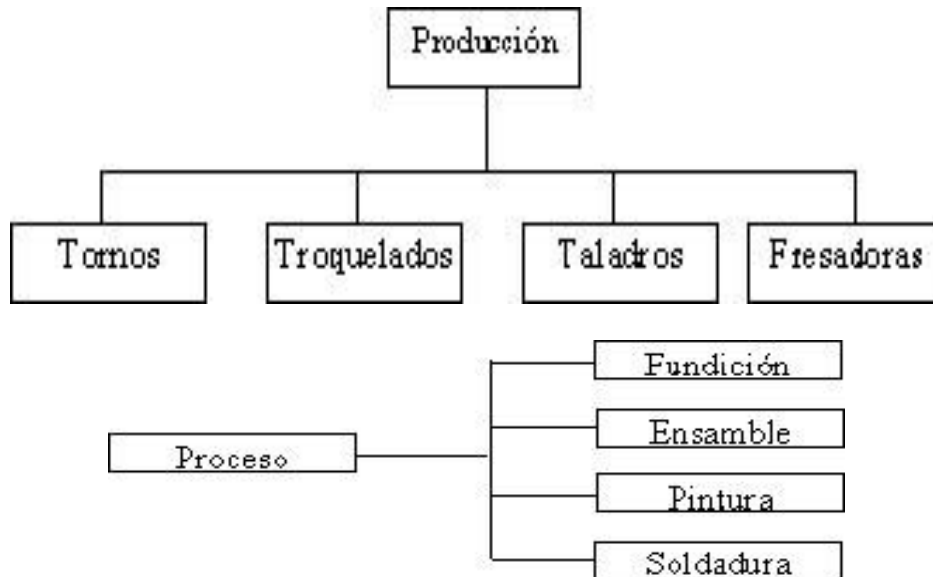 Producción
Tornos
Troquelados
Taladros
Fresadoras
Fundición
Ensamble
Proceso
Pintura
Soldadura